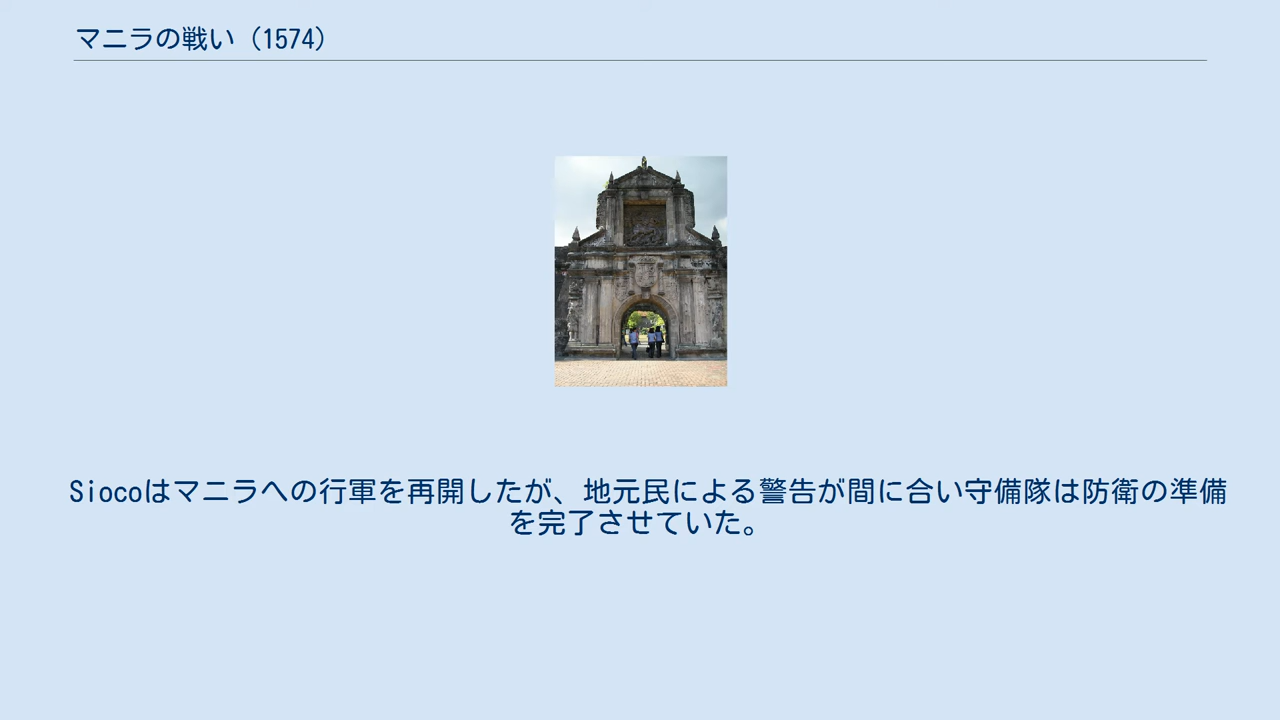 マニラの戦い（1574）
Siocoはマニラへの行軍を再開したが、地元民による警告が間に合い守備隊は防衛の準備
を完了させていた。